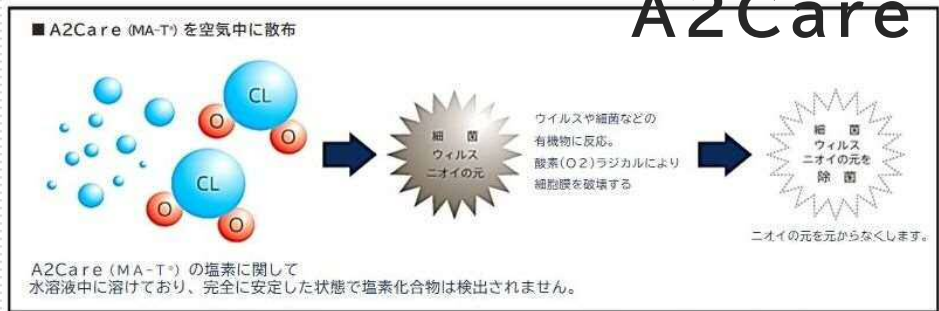 A2Care
■A2Care (MA-T®) を空気中に散布
CL
O
O
CL
O
O
細 菌
ウィルス
ニオイの元
ウイルスや細菌などの
有機物に反応。
酸素(O2)ラジカルにより
細胞膜を破壊する
細 菌
ウィルス
ニオイの元を
除 菌
ニオイの元を元からなくします。
A2Care (MA-T®) の塩素に関して
水溶液中に溶けており、完全に安定した状態で塩素化合物は検出されません。